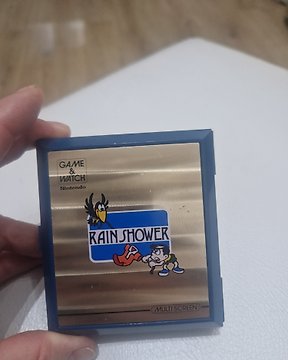 GAME
&
WATCH
Nintendo
RAIN SHOWER
MULTI SCREEN